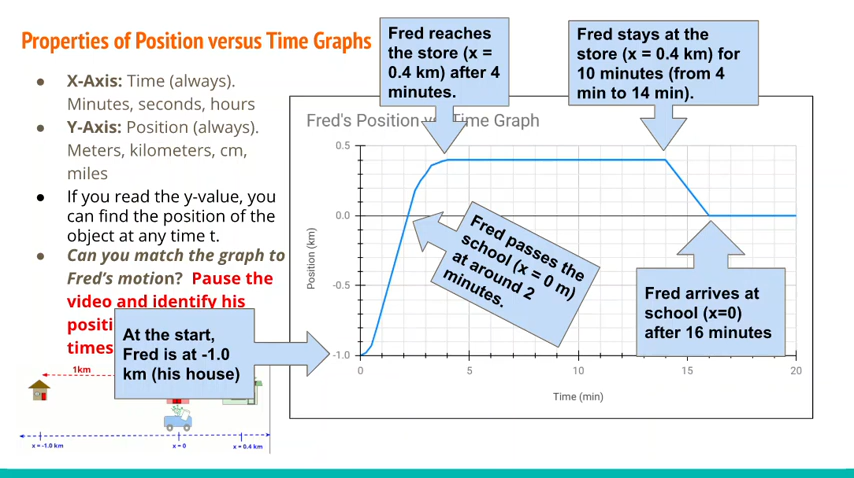 Properties of Position versus Time Graphs
● X-Axis: Time (always).
Minutes, seconds, hours
● Y-Axis: Position (always).
Meters, kilometers, cm,
miles
● If you read the y-value, you
can find the position of the
object at any time t.
● Can you match the graph to
Fred's motion? Pause the
video and identify his
positi
times
At the start,
Fred is at -1.0
km (his house)
1km
x = -1.0 km
x = 0
x = 0.4 km
Fred reaches
the store (x =
0.4 km) after 4
minutes.
Fred stays at the
store (x = 0.4 km) for
10 minutes (from 4
min to 14 min).
Fred's Position v Time Graph
Fred passes the
school (x = 0 m)
at around 2
minutes.
Fred arrives at
school (x=0)
after 16 minutes
Position (km)
0.5
0.0
-0.5
-1.0
0
5
10
15
20
Time (min)